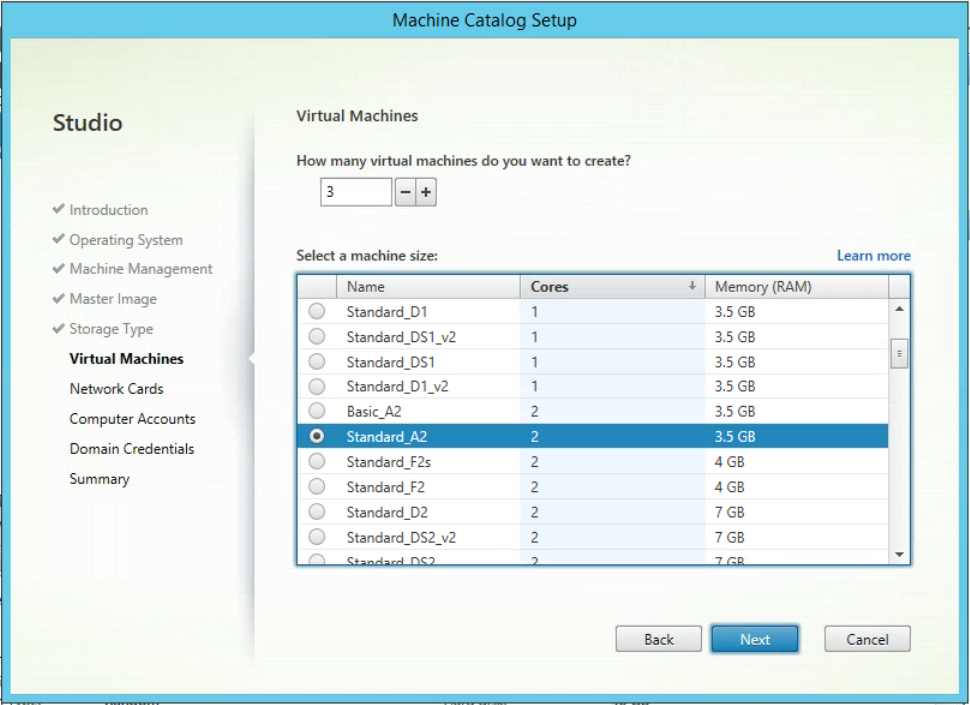 Machine Catalog Setup
Studio
Introduction
Operating System
Machine Management
Master Image
Storage Type
Virtual Machines
Network Cards
Computer Accounts
Domain Credentials
Summary
Virtual Machines
How many virtual machines do you want to create?
3
Select a machine size: Learn more
Name Cores Memory (RAM)
Standard_D1 1 3.5 GB
Standard_DS1_v2 1 3.5 GB
Standard_DS1 1 3.5 GB
Standard_D1_v2 1 3.5 GB
Basic_A2 2 3.5 GB
Standard_A2 2 3.5 GB
Standard_F2s 2 4 GB
Standard_F2 2 4 GB
Standard_D2 2 7 GB
Standard_DS2_v2 2 7 GB
Standard_DS2 2 7 GB
Back Next Cancel